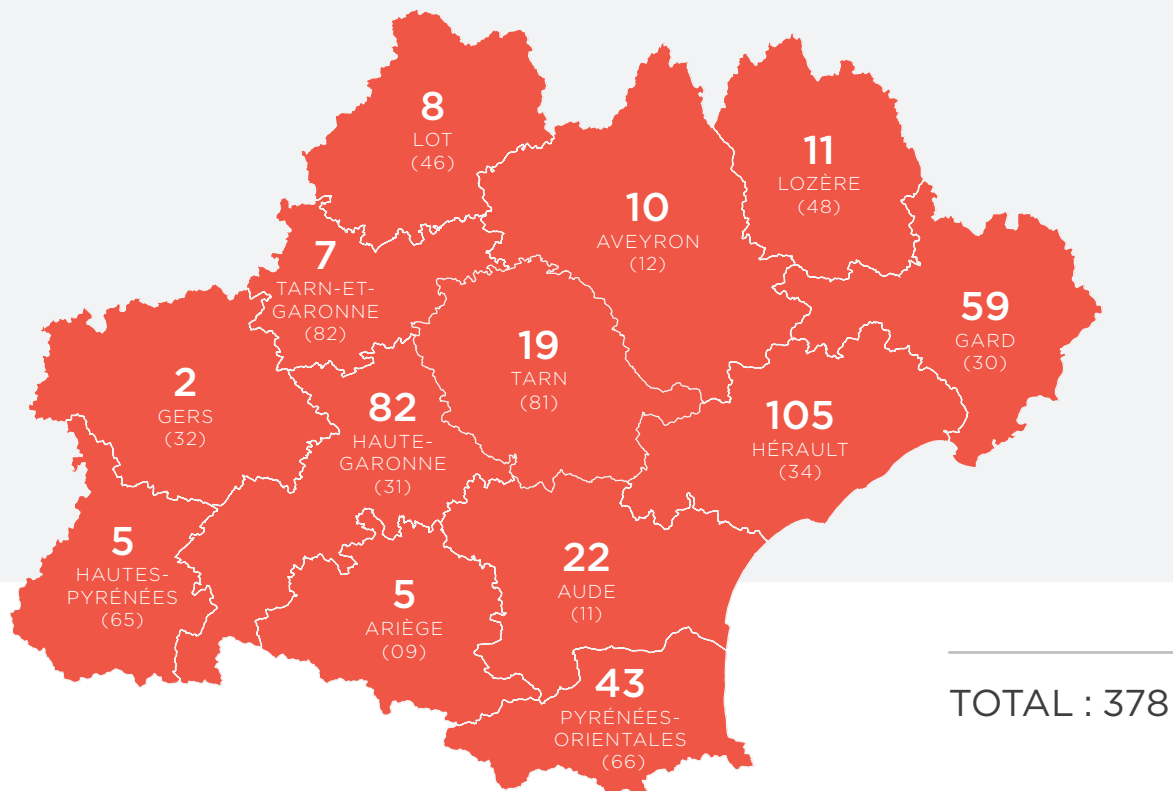 8
LOT
(46)
11
LOZÈRE
(48)
10
AVEYRON
(12)
7
TARN-ET-
GARONNE
(82)
59
GARD
(30)
19
TARN
(81)
2
GERS
(32)
82
HAUTE-
GARONNE
(31)
105
HÉRAULT
(34)
5
HAUTES-
PYRÉNÉES
(65)
22
AUDE
(11)
5
ARIÈGE
(09)
43
PYRÉNÉES-
ORIENTALES
(66)
TOTAL : 378